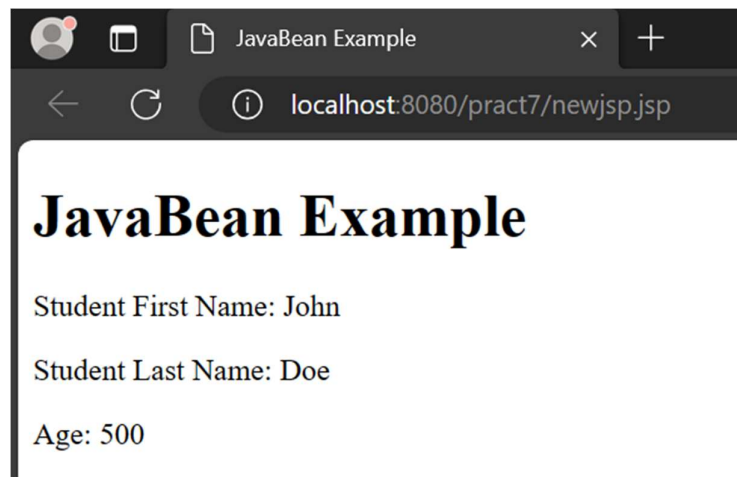 JavaBean Example
localhost:8080/pract7/newjsp.jsp
JavaBean Example
Student First Name: John
Student Last Name: Doe
Age: 500